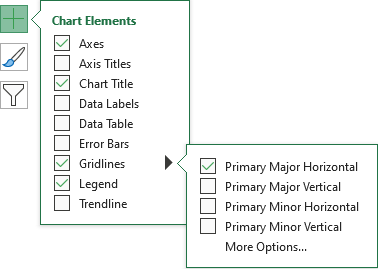 Chart Elements
Axes
Axis Titles
Chart Title
Data Labels
Data Table
Error Bars
Gridlines
Legend
Trendline
Primary Major Horizontal
Primary Major Vertical
Primary Minor Horizontal
Primary Minor Vertical
More Options...